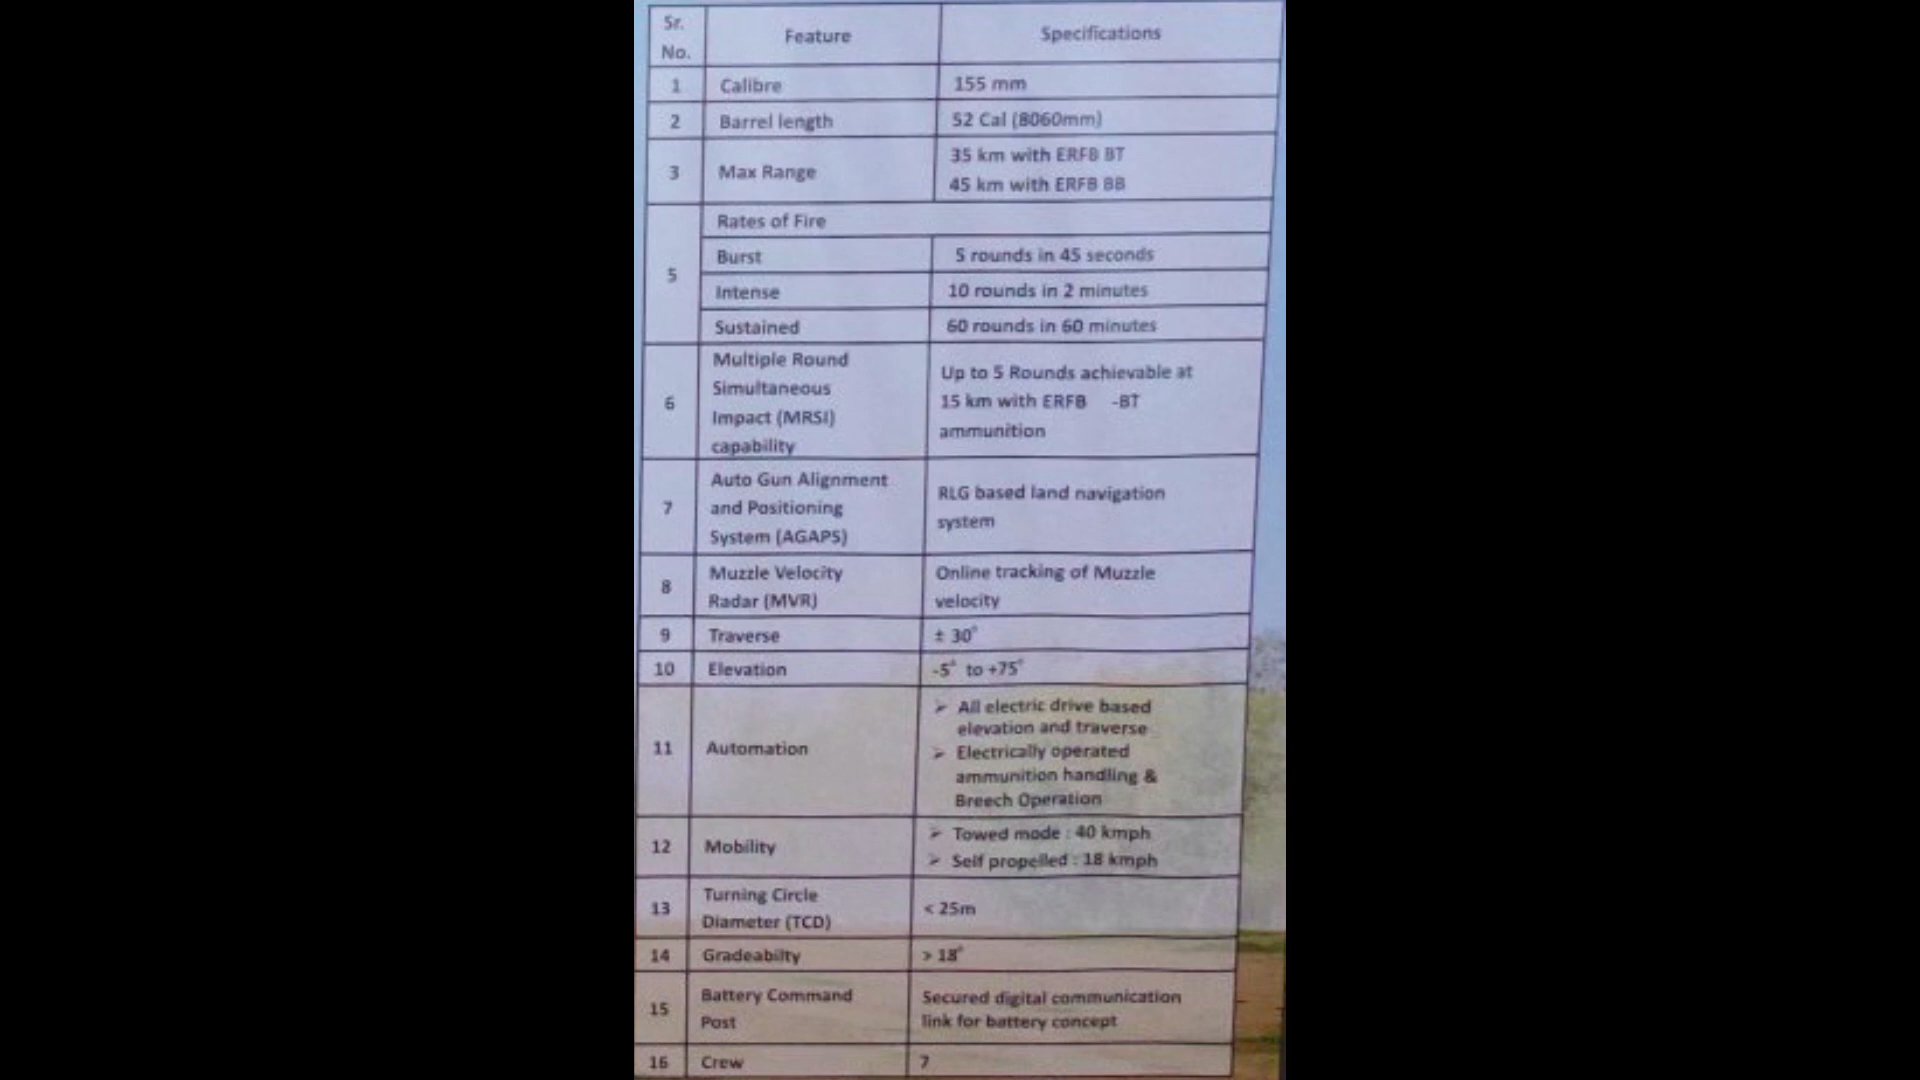 Sr.
No.
Feature
Specifications
1
Calibre
155 mm
2
Barrel length
52 Cal (8060mm)
3
Max Range
35 km with ERFB BT
45 km with ERFB BB
5
Rates of Fire
Burst
5 rounds in 45 seconds
Intense
10 rounds in 2 minutes
Sustained
60 rounds in 60 minutes
6
Multiple Round
Simultaneous
Impact (MRSI)
capability
Up to 5 Rounds achievable at
15 km with ERFB -BT
ammunition
7
Auto Gun Alignment
and Positioning
System (AGAPS)
RLG based land navigation
system
8
Muzzle Velocity
Radar (MVR)
Online tracking of Muzzle
velocity
9
Traverse
± 30°
10
Elevation
-5° to +75°
11
Automation
➢ All electric drive based
elevation and traverse
➢ Electrically operated
ammunition handling &
Breech Operation
12
Mobility
➢ Towed mode : 40 kmph
➢ Self propelled : 18 kmph
13
Turning Circle
Diameter (TCD)
< 25m
14
Gradeabilty
> 18°
15
Battery Command
Post
Secured digital communication
link for battery concept
16
Crew
7